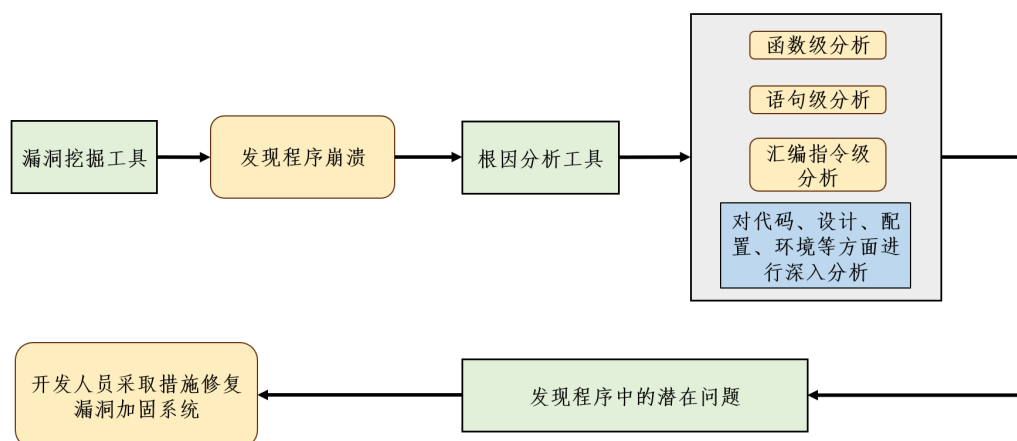 函数级分析
语句级分析
漏洞挖掘工具
发现程序崩溃
根因分析工具
汇编指令级
分析
对代码、设计、配
置、环境等方面进
行深入分析
开发人员采取措施修复
漏洞加固系统
发现程序中的潜在问题